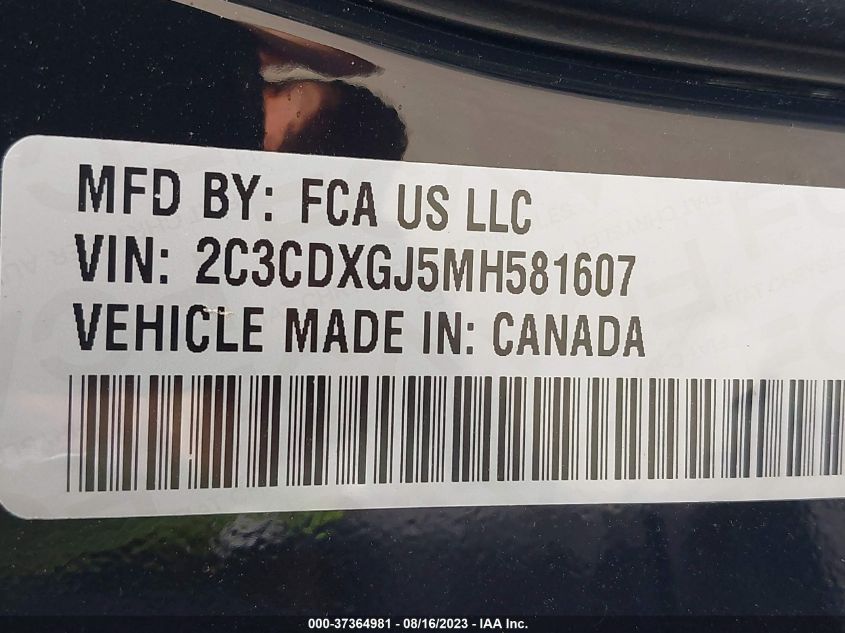 MFD BY: FCA US LLC
VIN: 2C3CDXGJ5MH581607
VEHICLE MADE IN: CANADA
000-37364981 - 08/16/2023 - IAA Inc.